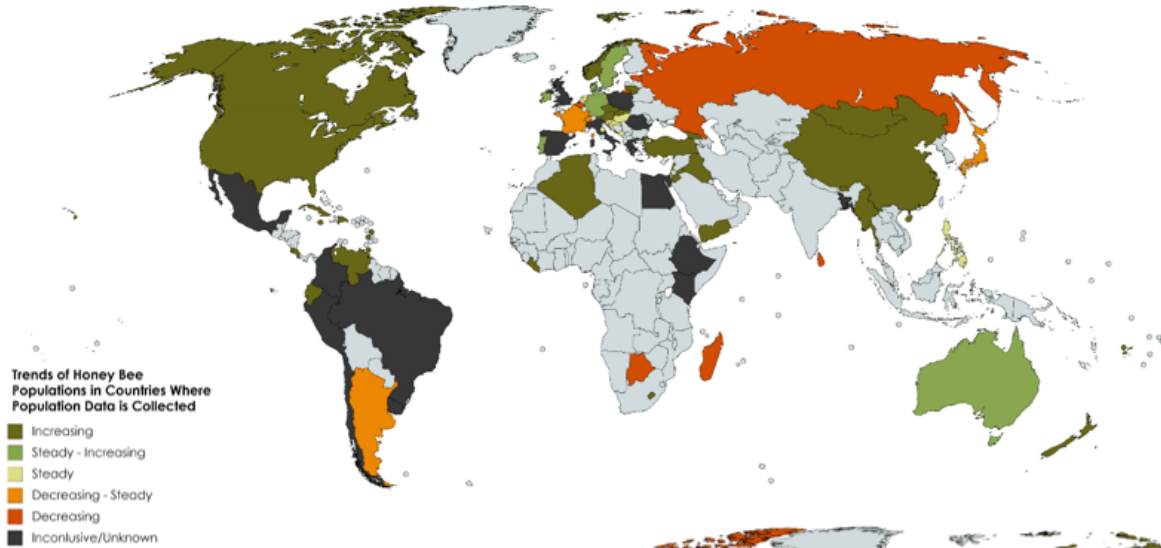 Trends of Honey Bee
Populations in Countries Where
Population Data is Collected
Increasing
Steady - Increasing
Steady
Decreasing - Steady
Decreasing
Inconlusive/Unknown